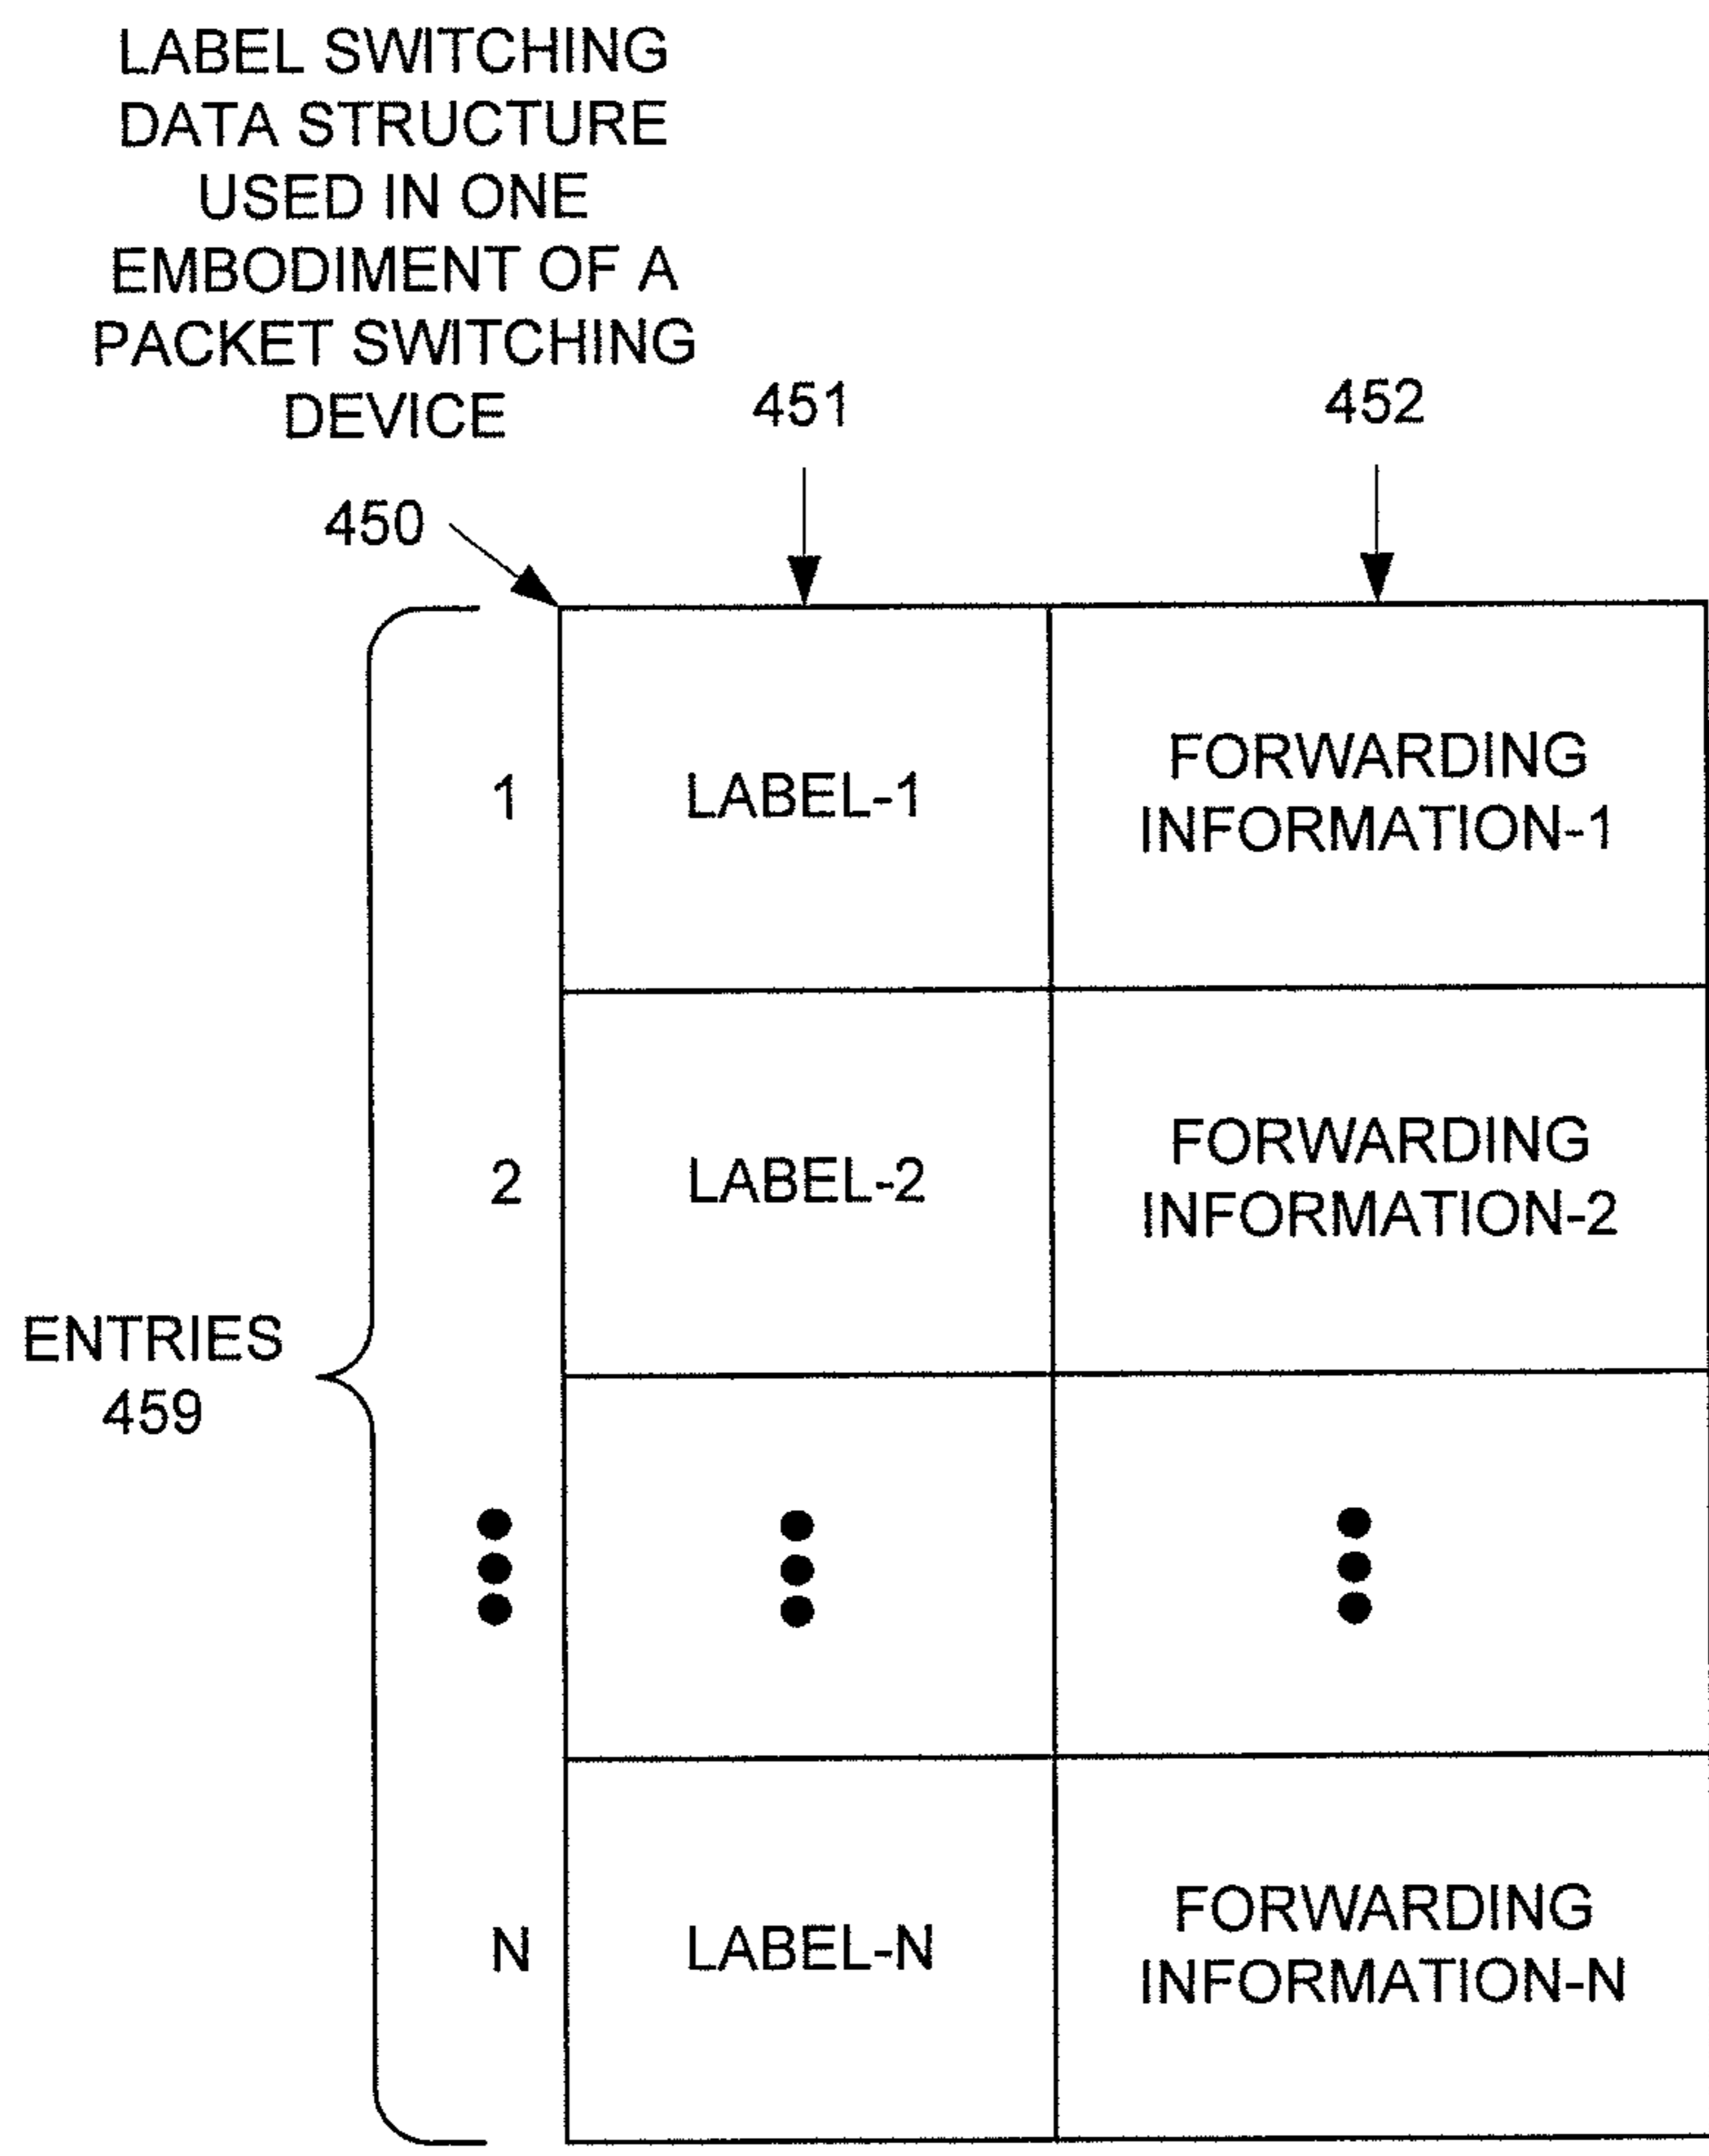 LABEL SWITCHING
DATA STRUCTURE
USED IN ONE
EMBODIMENT OF A
PACKET SWITCHING
DEVICE
451
452
450
1
LABEL-1
FORWARDING
INFORMATION-1
2
LABEL-2
FORWARDING
INFORMATION-2
ENTRIES
459
N
LABEL-N
FORWARDING
INFORMATION-N